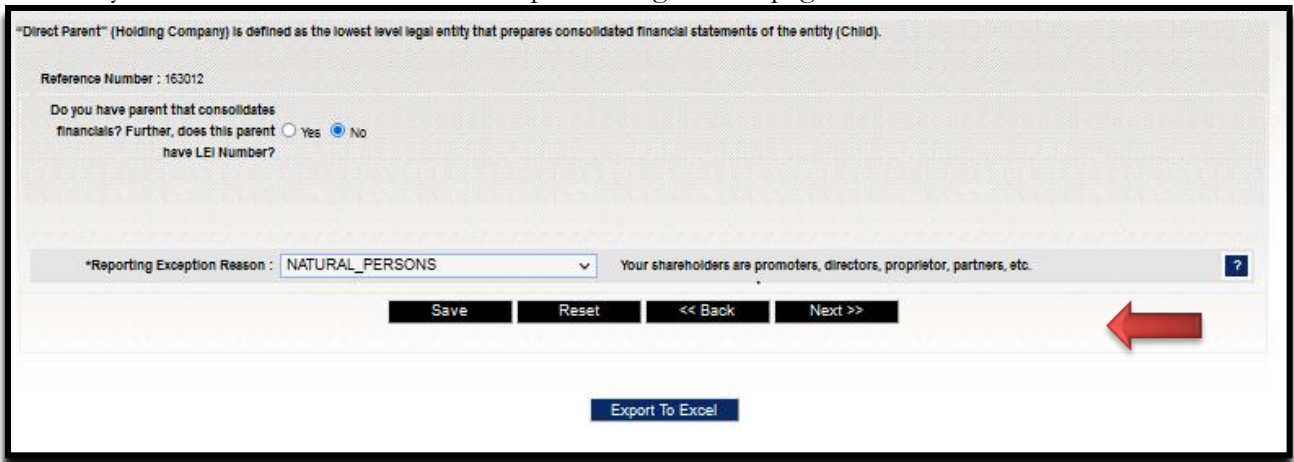 "Direct Parent" (Holding Company) is defined as the lowest level legal entity that prepares consolidated financial statements of the entity (Child).
Reference Number : 163012
Do you have parent that consolidates
financials? Further, does this parent Yes No
have LEI Number?
*Reporting Exception Reason : NATURAL_PERSONS Your shareholders are promoters, directors, proprietor, partners, etc. ?
Save Reset << Back Next >>
Export To Excel